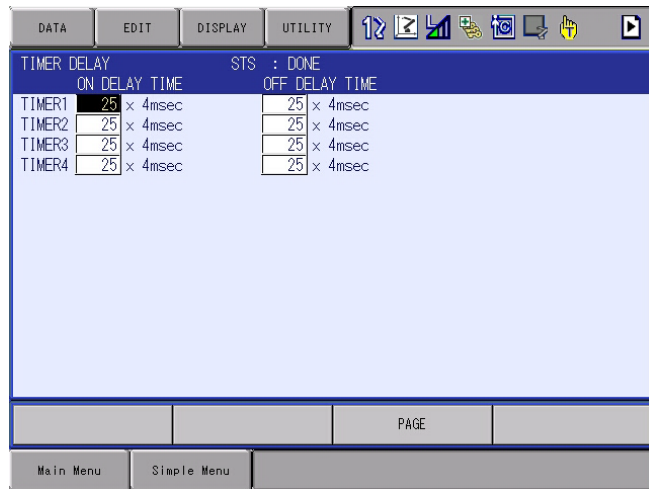 DATA EDIT DISPLAY UTILITY
TIMER DELAY STS : DONE
ON DELAY TIME OFF DELAY TIME
TIMER1 25 × 4msec 25 × 4msec
TIMER2 25 × 4msec 25 × 4msec
TIMER3 25 × 4msec 25 × 4msec
TIMER4 25 × 4msec 25 × 4msec
PAGE
Main Menu Simple Menu